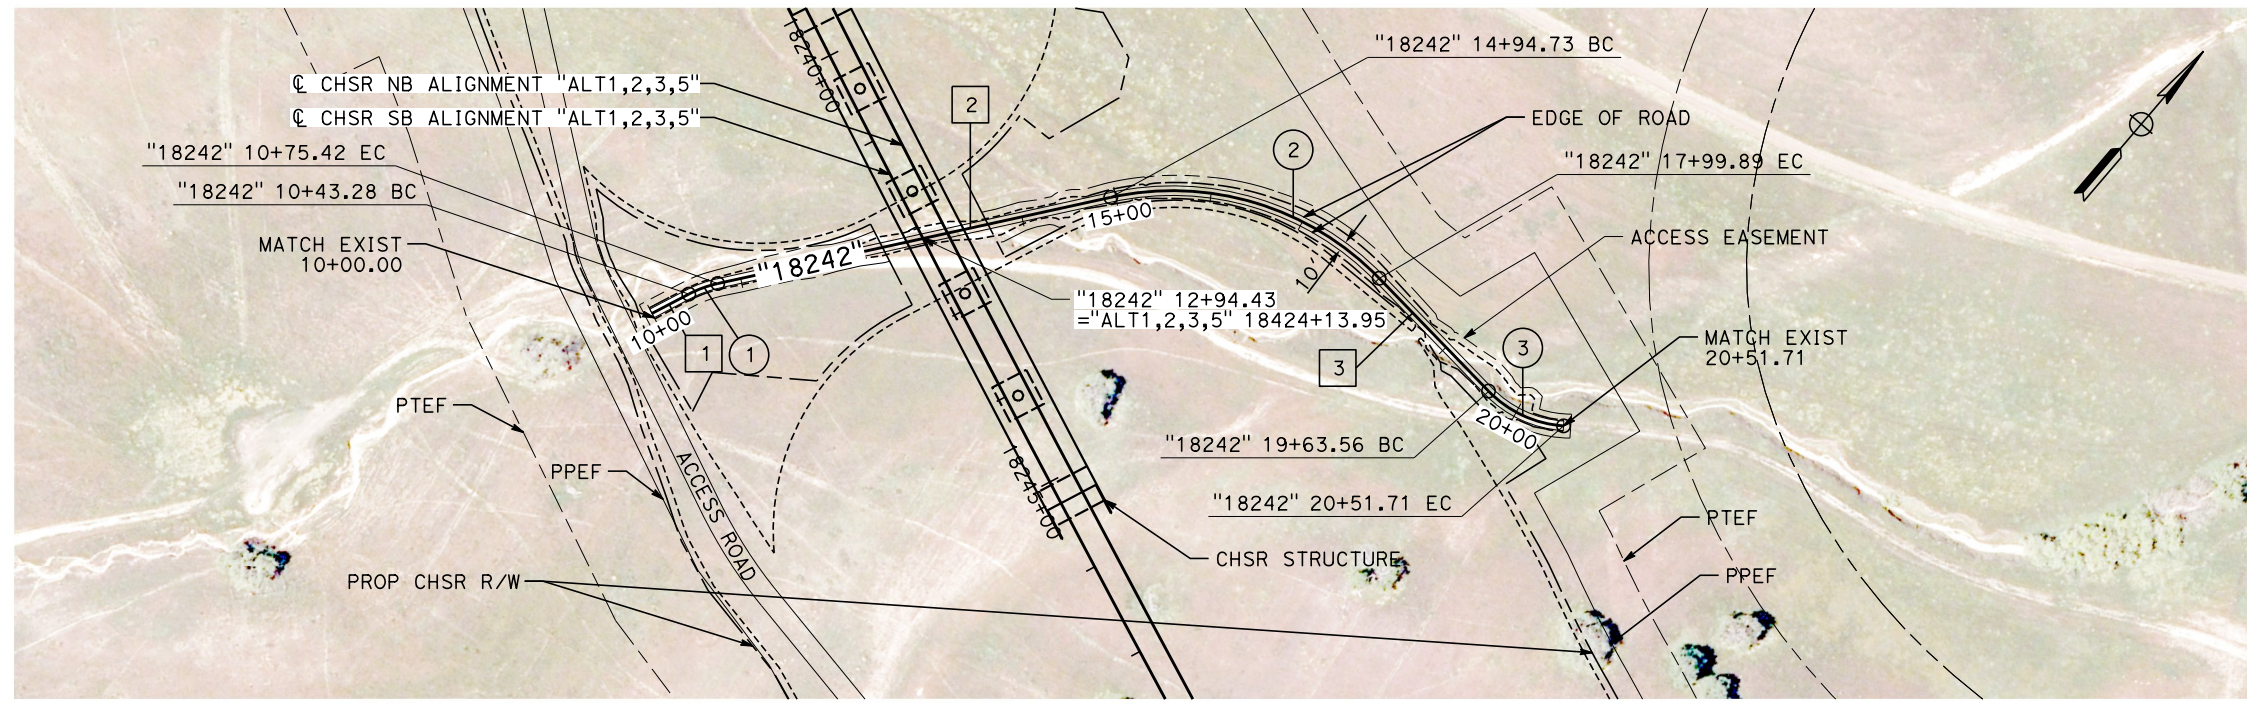 "18242" 14+94.73 BC
18240+00
℄ CHSR NB ALIGNMENT "ALT1,2,3,5"
2
℄ CHSR SB ALIGNMENT "ALT1,2,3,5"
EDGE OF ROAD
"18242" 10+75.42 EC
2
"18242" 17+99.89 EC
"18242" 10+43.28 BC
15+00
MATCH EXIST
10+00.00
"18242"
ACCESS EASEMENT
10
"18242" 12+94.43
="ALT1,2,3,5" 18424+13.95
10+00
1
1
3
3
MATCH EXIST
20+51.71
PTEF
20+00
"18242" 19+63.56 BC
PPEF
ACCESS ROAD
18245+00
"18242" 20+51.71 EC
PTEF
CHSR STRUCTURE
PPEF
PROP CHSR R/W